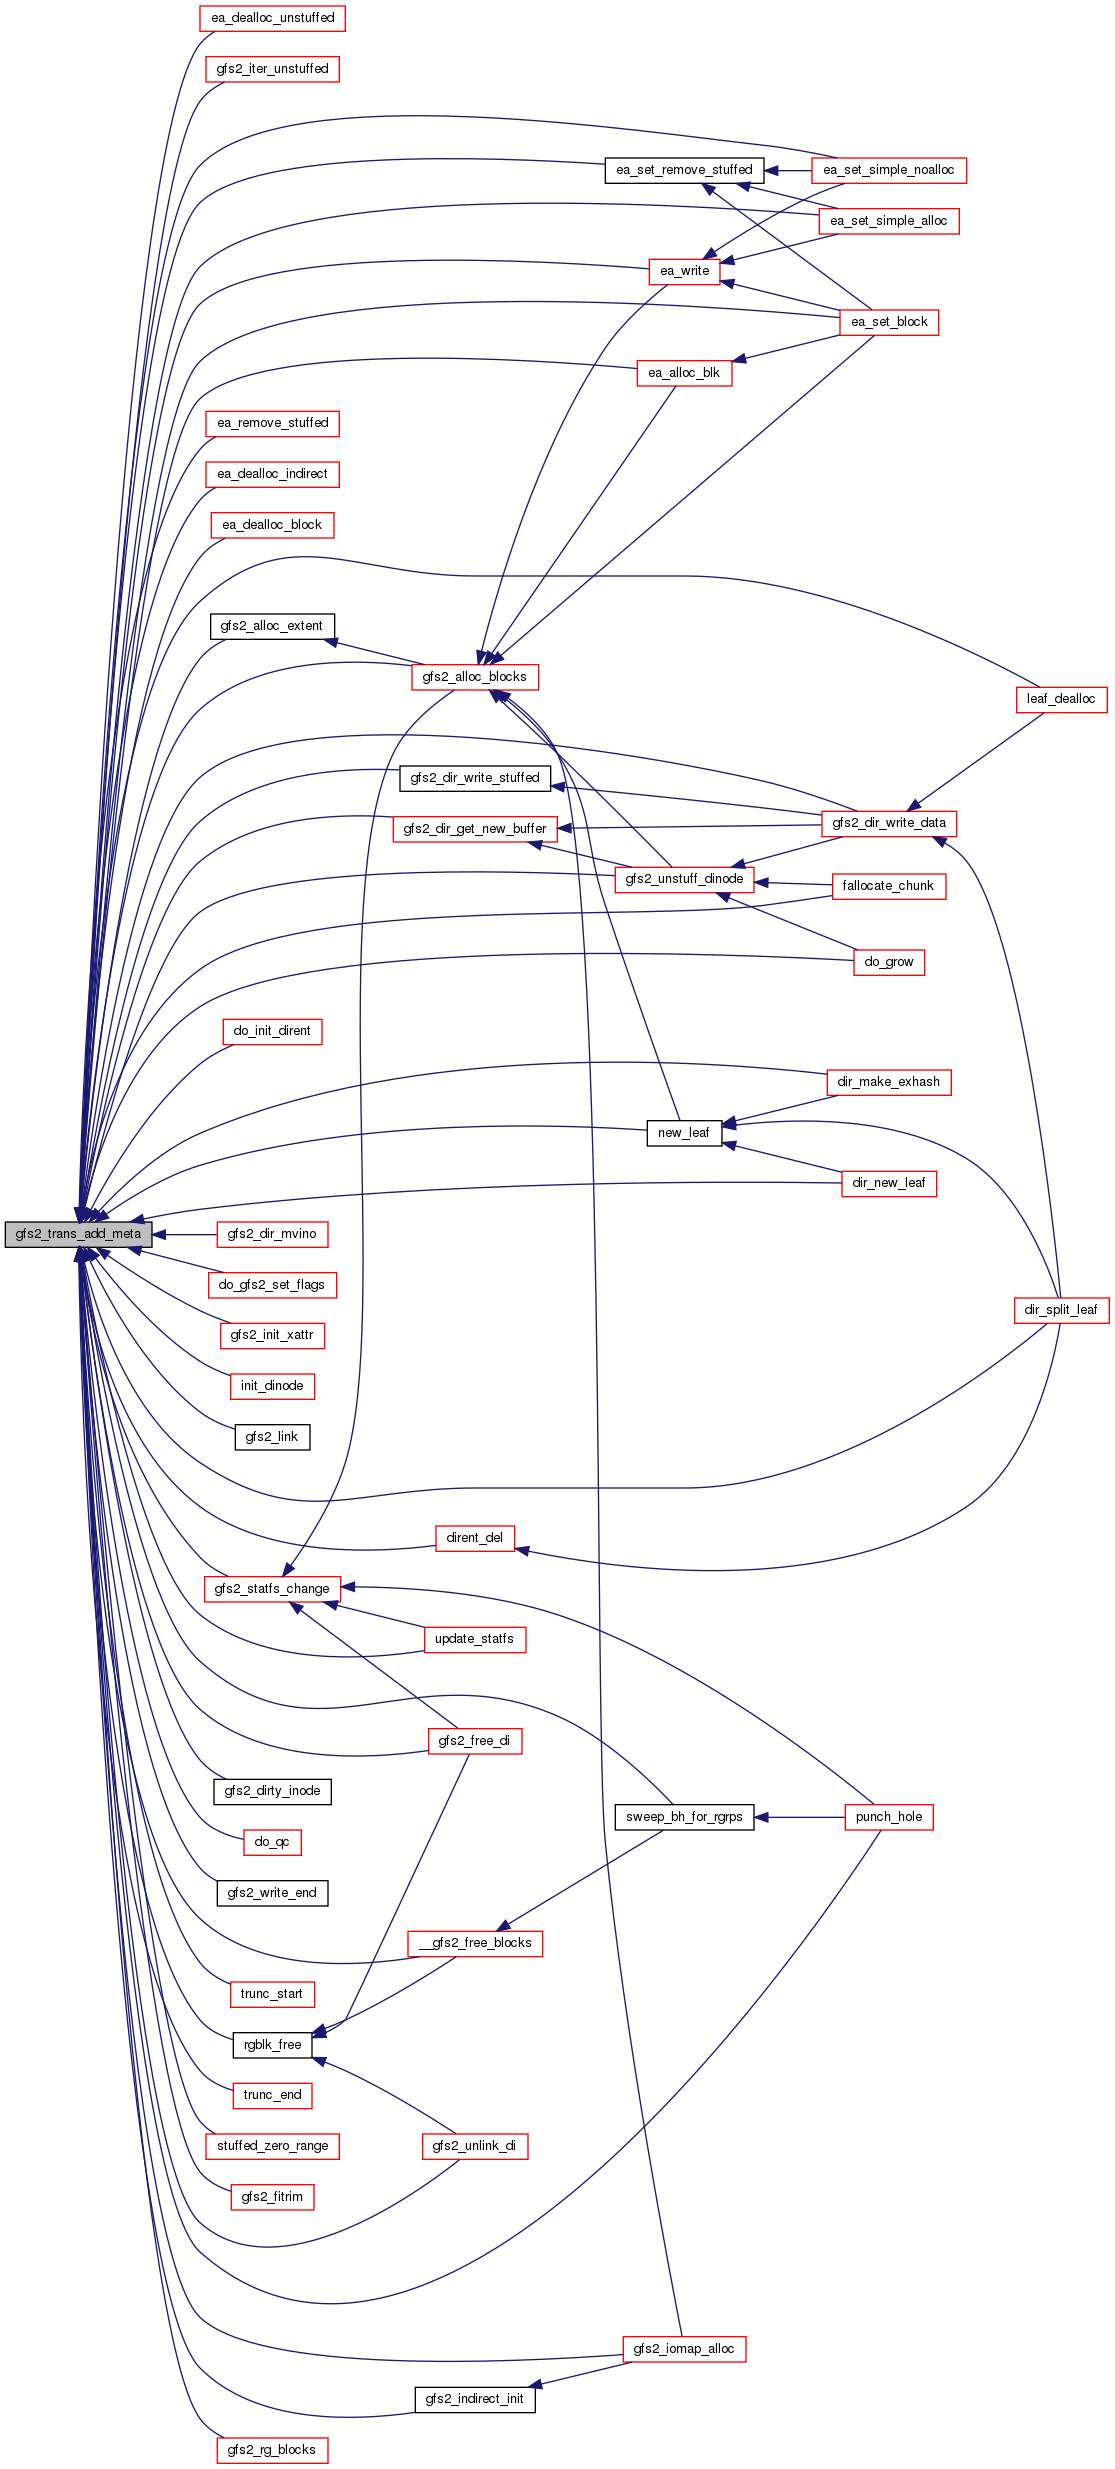 ea_dealloc_unstuffed
gfs2_iter_unstuffed
ea_set_remove_stuffed
ea_set_simple_noalloc
ea_set_simple_alloc
ea_write
ea_set_block
ea_alloc_blk
ea_remove_stuffed
ea_dealloc_indirect
ea_dealloc_block
gfs2_alloc_extent
gfs2_alloc_blocks
leaf_dealloc
gfs2_dir_write_stuffed
gfs2_dir_get_new_buffer
gfs2_dir_write_data
gfs2_unstuff_dinode
fallocate_chunk
do_grow
do_init_dirent
dir_make_exhash
new_leaf
dir_new_leaf
gfs2_trans_add_meta
gfs2_dir_mvino
do_gfs2_set_flags
dir_split_leaf
gfs2_init_xattr
init_dinode
gfs2_link
dirent_del
gfs2_statfs_change
update_statfs
gfs2_free_di
gfs2_dirty_inode
sweep_bh_for_rgrps
punch_hole
do_qc
gfs2_write_end
__gfs2_free_blocks
trunc_start
rgblk_free
trunc_end
stuffed_zero_range
gfs2_unlink_di
gfs2_fitrim
gfs2_iomap_alloc
gfs2_indirect_init
gfs2_rg_blocks